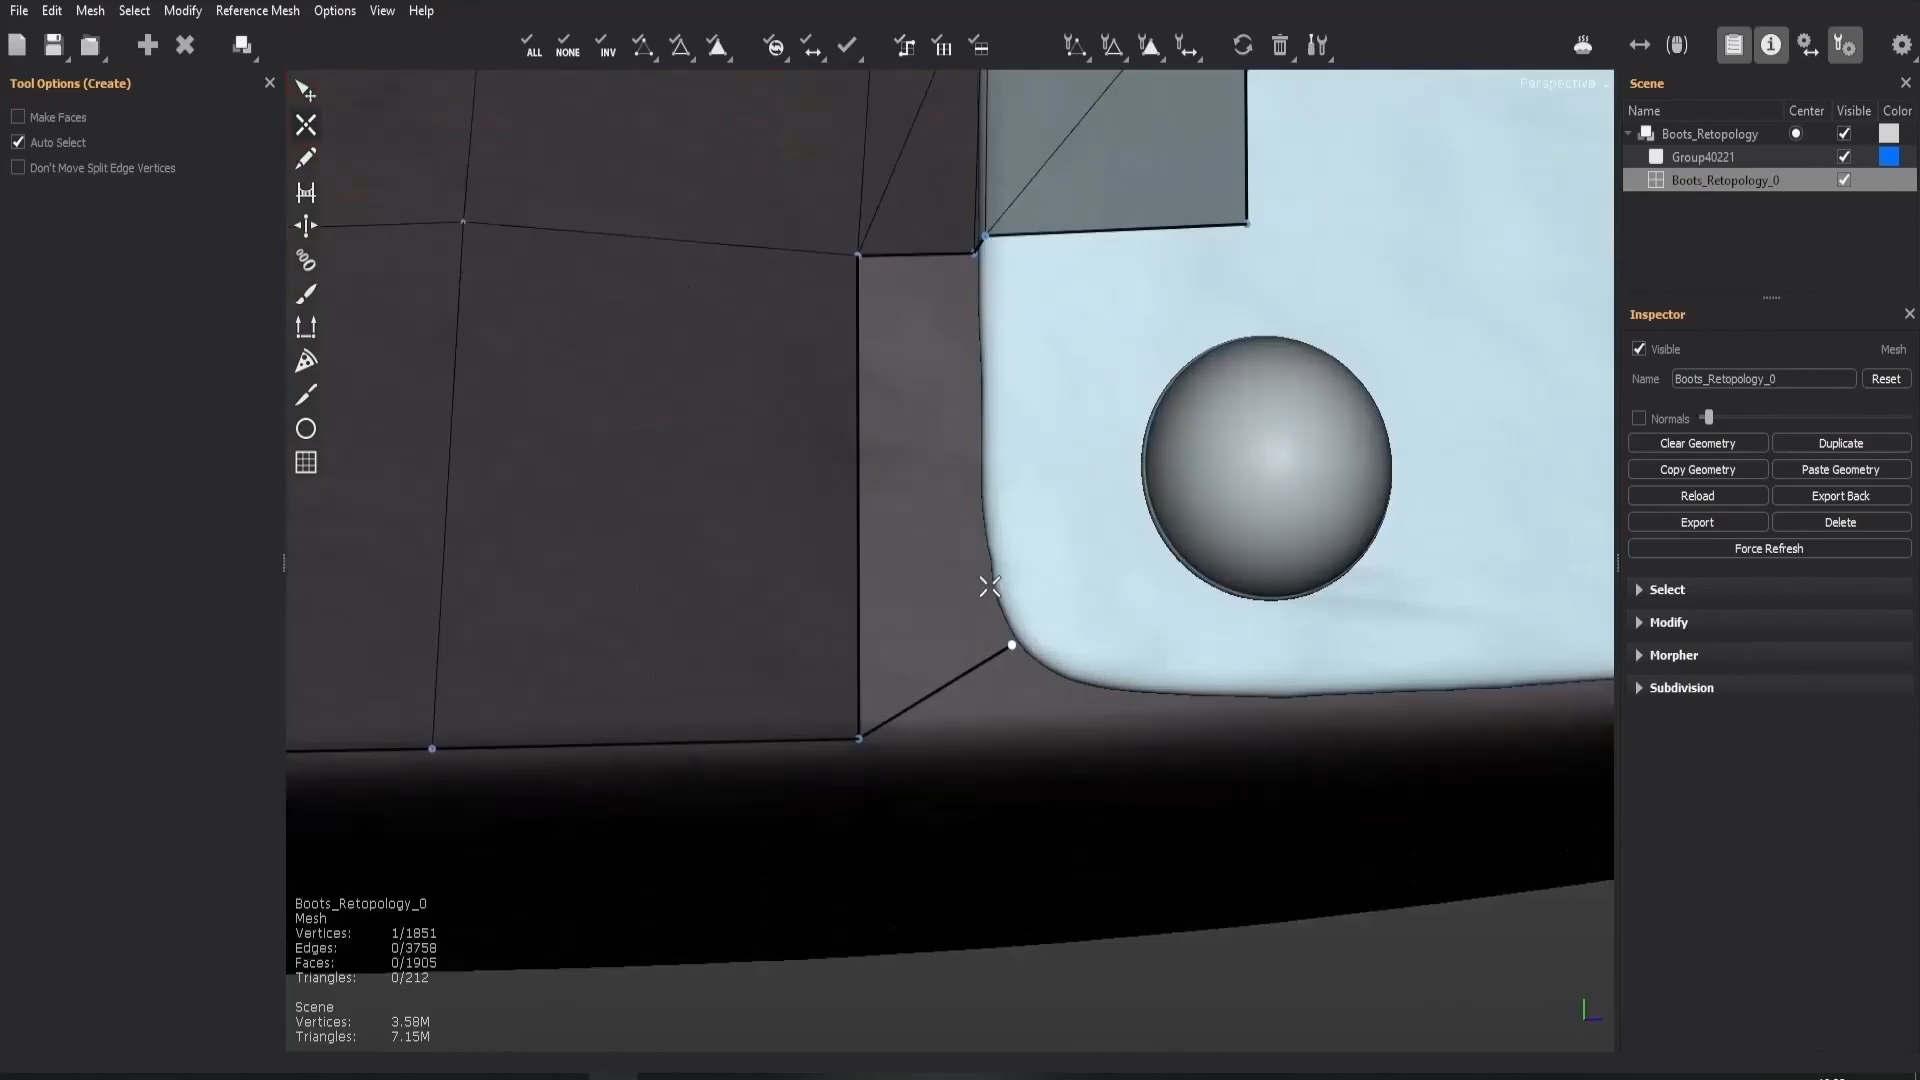 File Edit Mesh Select Modify Reference Mesh Options View Help
ALL NONE INV
Tool Options (Create)
Make Faces
Auto Select
Don't Move Split Edge Vertices
Perspective
Scene
Name Center Visible Color
Boots_Retopology
Group40221
Boots_Retopology_0
Inspector
Visible Mesh
Name Boots_Retopology_0 Reset
Normals
Clear Geometry Duplicate
Copy Geometry Paste Geometry
Reload Export Back
Export Delete
Force Refresh
Select
Modify
Morpher
Subdivision
Boots_Retopology_0
Mesh
Vertices: 1/1851
Edges: 0/3758
Faces: 0/1905
Triangles: 0/212
Scene
Vertices: 3.58M
Triangles: 7.15M